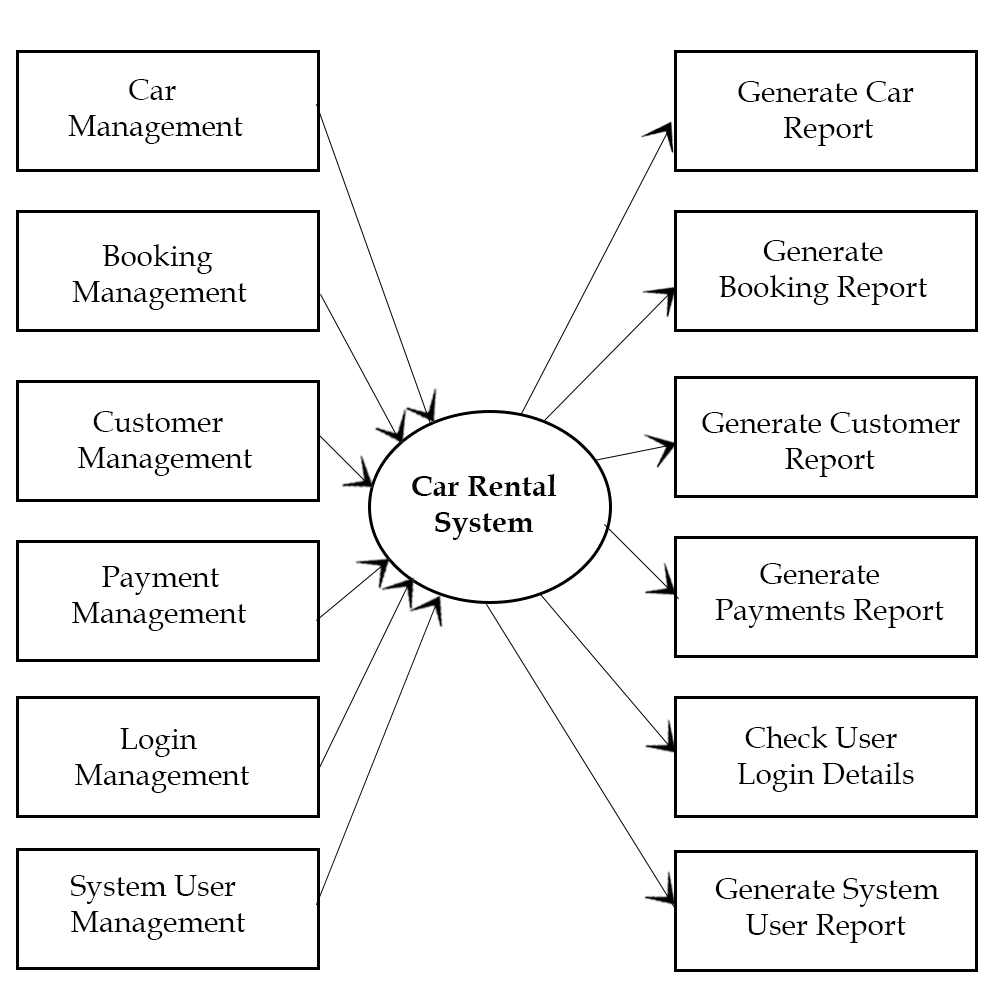 Car
Management
Booking
Management
Customer
Management
Payment
Management
Login
Management
System User
Management
Car Rental
System
Generate Car
Report
Generate
Booking Report
Generate Customer
Report
Generate
Payments Report
Check User
Login Details
Generate System
User Report